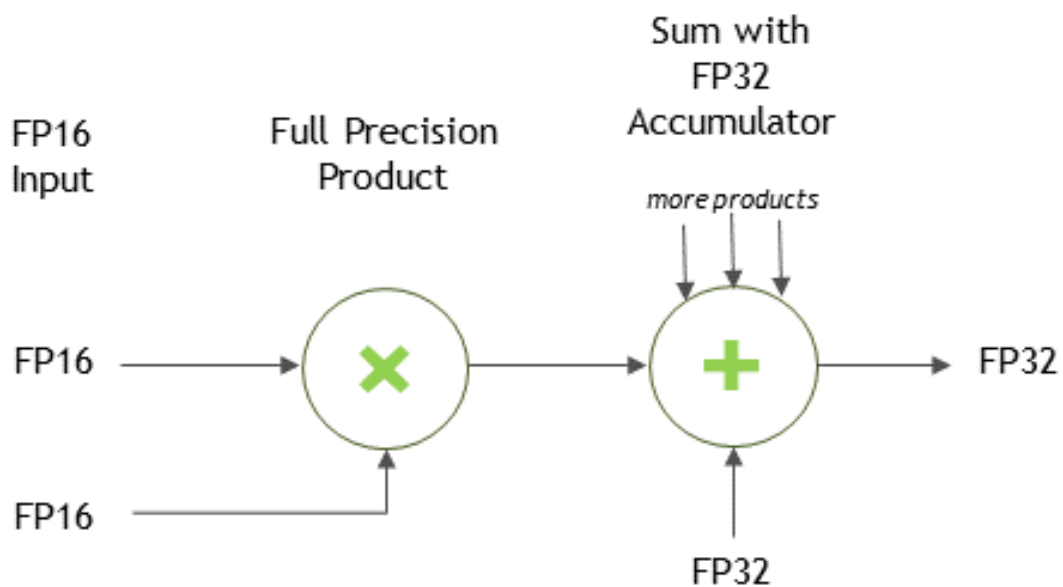 FP16
Input
Full Precision
Product
Sum with
FP32
Accumulator
more products
FP16
FP32
FP16
FP32